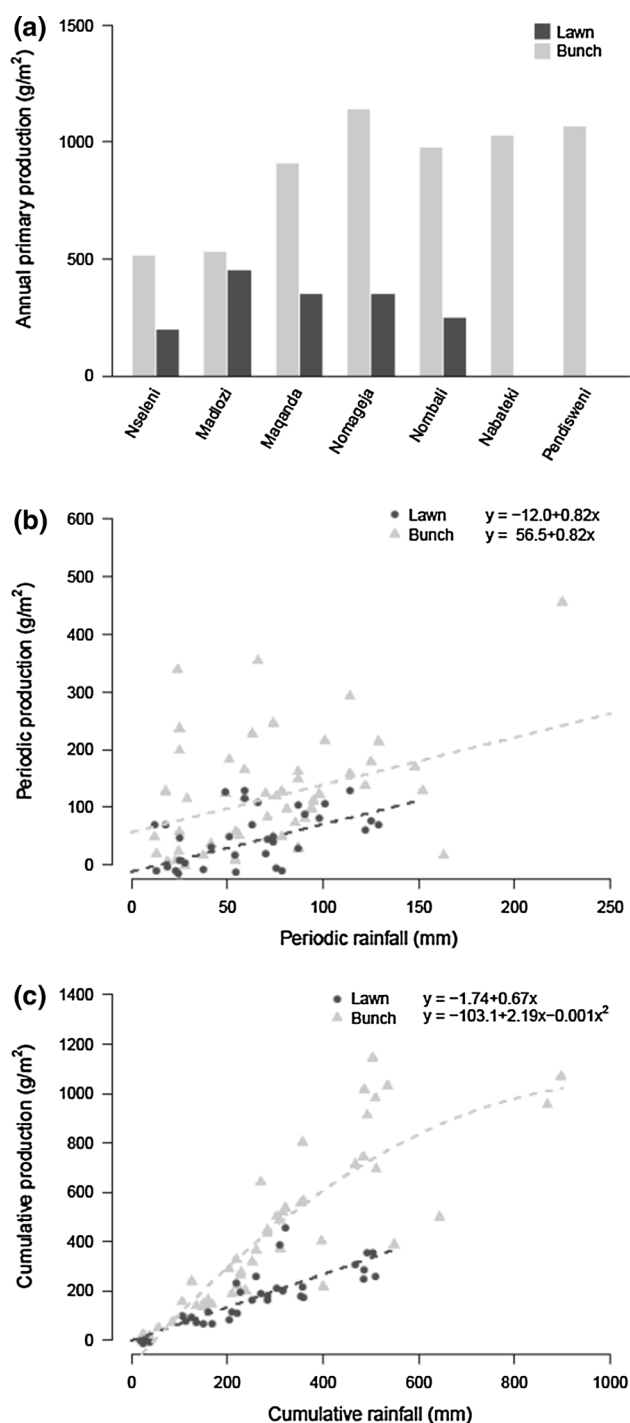 (a)
Annual primary production (g/m²)
1500
1000
500
0
Lawn
Bunch
Nseleni
Madlozi
Maqanda
Nomageja
Nombali
Nabateki
Pendisweni
(b)
Periodic production (g/m²)
600
500
400
300
200
100
0
Lawn y = −12.0+0.82x
Bunch y = 56.5+0.82x
0 50 100 150 200 250
Periodic rainfall (mm)
(c)
Cumulative production (g/m²)
1400
1200
1000
800
600
400
200
0
Lawn y = −1.74+0.67x
Bunch y = −103.1+2.19x−0.001x²
0 200 400 600 800 1000
Cumulative rainfall (mm)